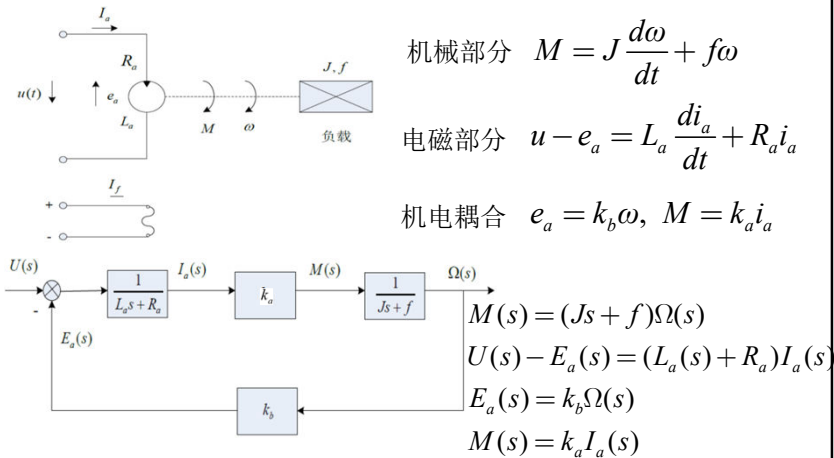 I_a
R_a
u(t)
e_a
L_a
M
ω
J, f
负载
I_f
+
-
机械部分 M = J dω/dt + fω
电磁部分 u − e_a = L_a di_a/dt + R_a i_a
机电耦合 e_a = k_b ω, M = k_a i_a
U(s)
-
1/(L_a s + R_a)
I_a(s)
k_a
M(s)
1/(Js + f)
Ω(s)
E_a(s)
k_b
M(s) = (Js + f)Ω(s)
U(s) − E_a(s) = (L_a(s) + R_a)I_a(s)
E_a(s) = k_b Ω(s)
M(s) = k_a I_a(s)